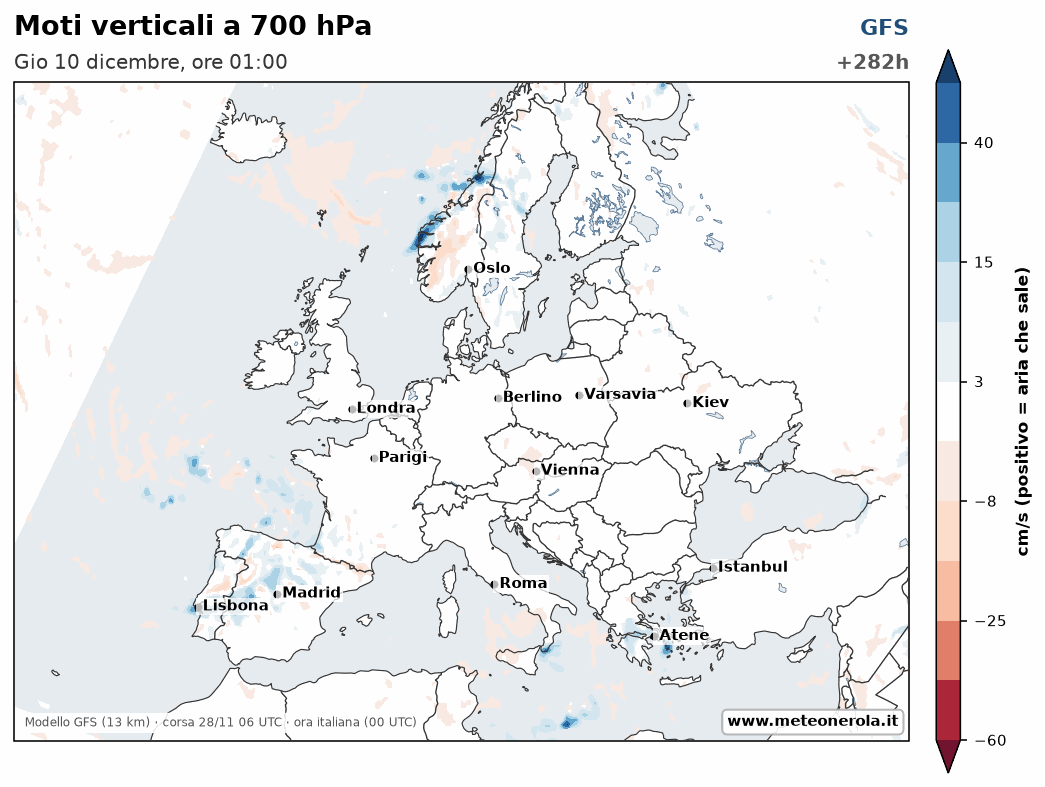 Moti verticali a 700 hPa
GFS
Gio 10 dicembre, ore 01:00
+282h
40
15
3
−8
−25
−60
cm/s (positivo = aria che sale)
Oslo
Londra
Berlino
Varsavia
Kiev
Parigi
Vienna
Istanbul
Roma
Madrid
Lisbona
Atene
Modello GFS (13 km) · corsa 28/11 06 UTC · ora italiana (00 UTC)
www.meteonerola.it